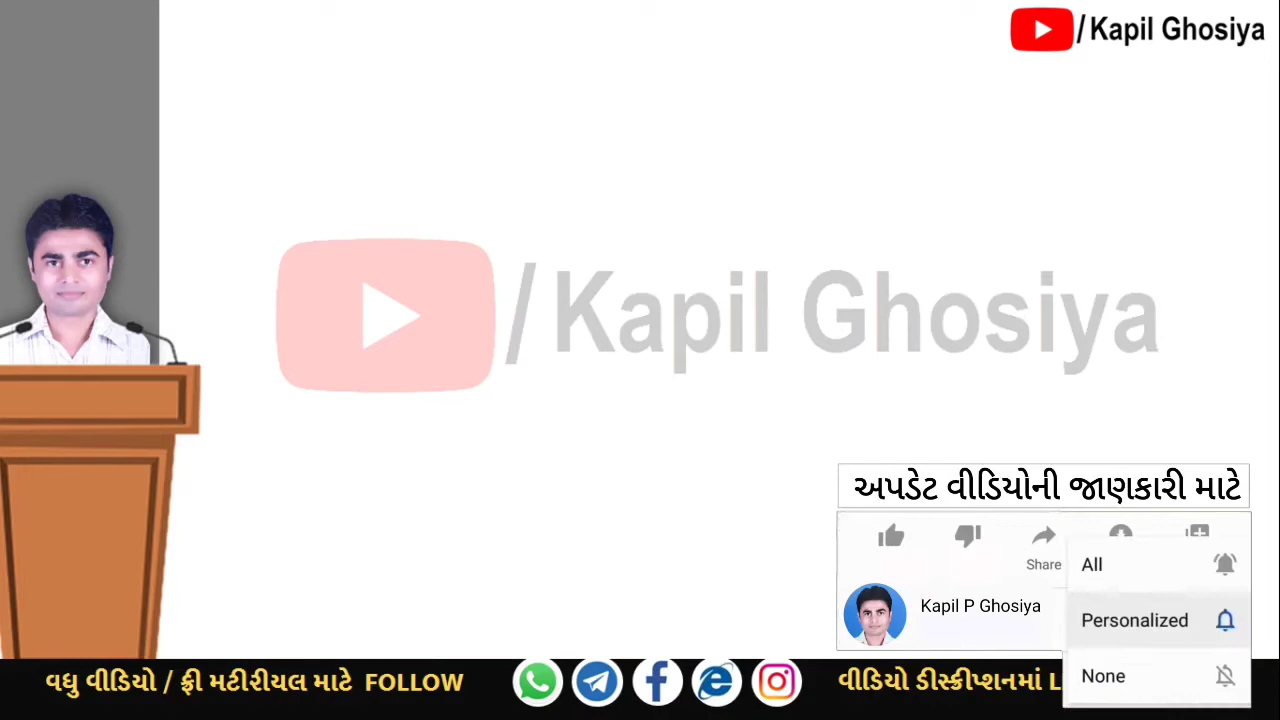 /Kapil Ghosiya
/Kapil Ghosiya
અપડેટ વીડિયોની જાણકારી માટે
Share
All
Kapil P Ghosiya
Personalized
None
વધુ વીડિયો / ફ્રી મટીરીયલ માટે FOLLOW
વીડિયો ડીસ્ક્રીપ્શનમાં L